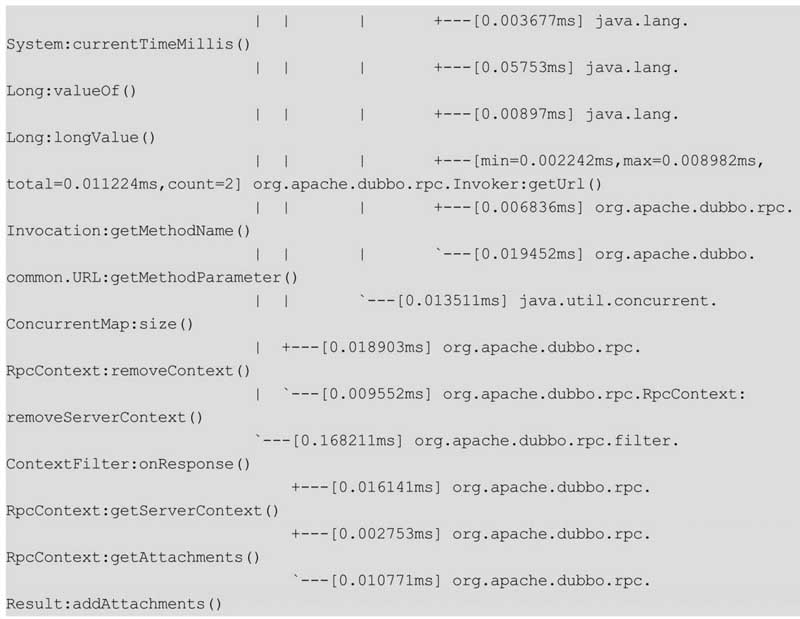 |  |       |       +---[0.003677ms] java.lang.
System:currentTimeMillis()
|  |       |       +---[0.05753ms] java.lang.
Long:valueOf()
|  |       |       +---[0.00897ms] java.lang.
Long:longValue()
|  |       |       +---[min=0.002242ms,max=0.008982ms,
total=0.011224ms,count=2] org.apache.dubbo.rpc.Invoker:getUrl()
|  |       |       +---[0.006836ms] org.apache.dubbo.rpc.
Invocation:getMethodName()
|  |       |       `---[0.019452ms] org.apache.dubbo.
common.URL:getMethodParameter()
|  |       `---[0.013511ms] java.util.concurrent.
ConcurrentMap:size()
|  +---[0.018903ms] org.apache.dubbo.rpc.
RpcContext:removeContext()
|  `---[0.009552ms] org.apache.dubbo.rpc.RpcContext:
removeServerContext()
`---[0.168211ms] org.apache.dubbo.rpc.filter.
ContextFilter:onResponse()
+---[0.016141ms] org.apache.dubbo.rpc.
RpcContext:getServerContext()
+---[0.002753ms] org.apache.dubbo.rpc.
RpcContext:getAttachments()
`---[0.010771ms] org.apache.dubbo.rpc.
Result:addAttachments()